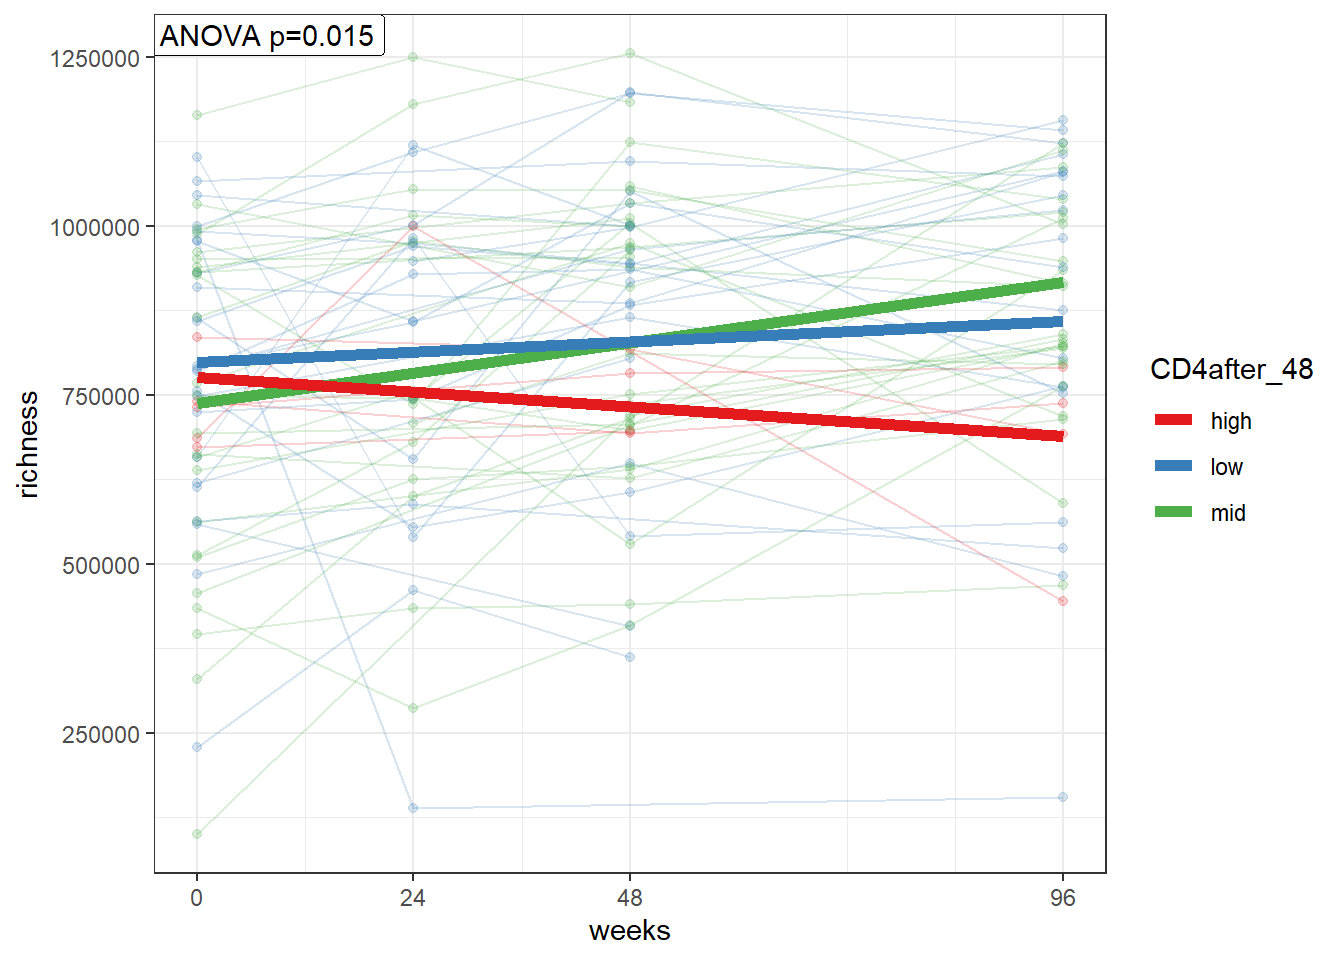 ANOVA p=0.015
1250000
1000000
750000
500000
250000
richness
0 24 48 96
weeks
CD4after_48
high
low
mid